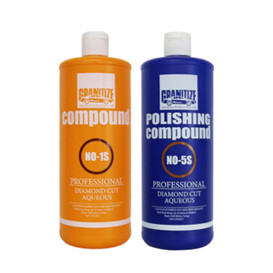 GRANITIZE
compound
NO-1S
PROFESSIONAL
DIAMOND CUT
AQUEOUS
GRANITIZE
POLISHING
compound
NO-5S
PROFESSIONAL
DIAMOND CUT
AQUEOUS